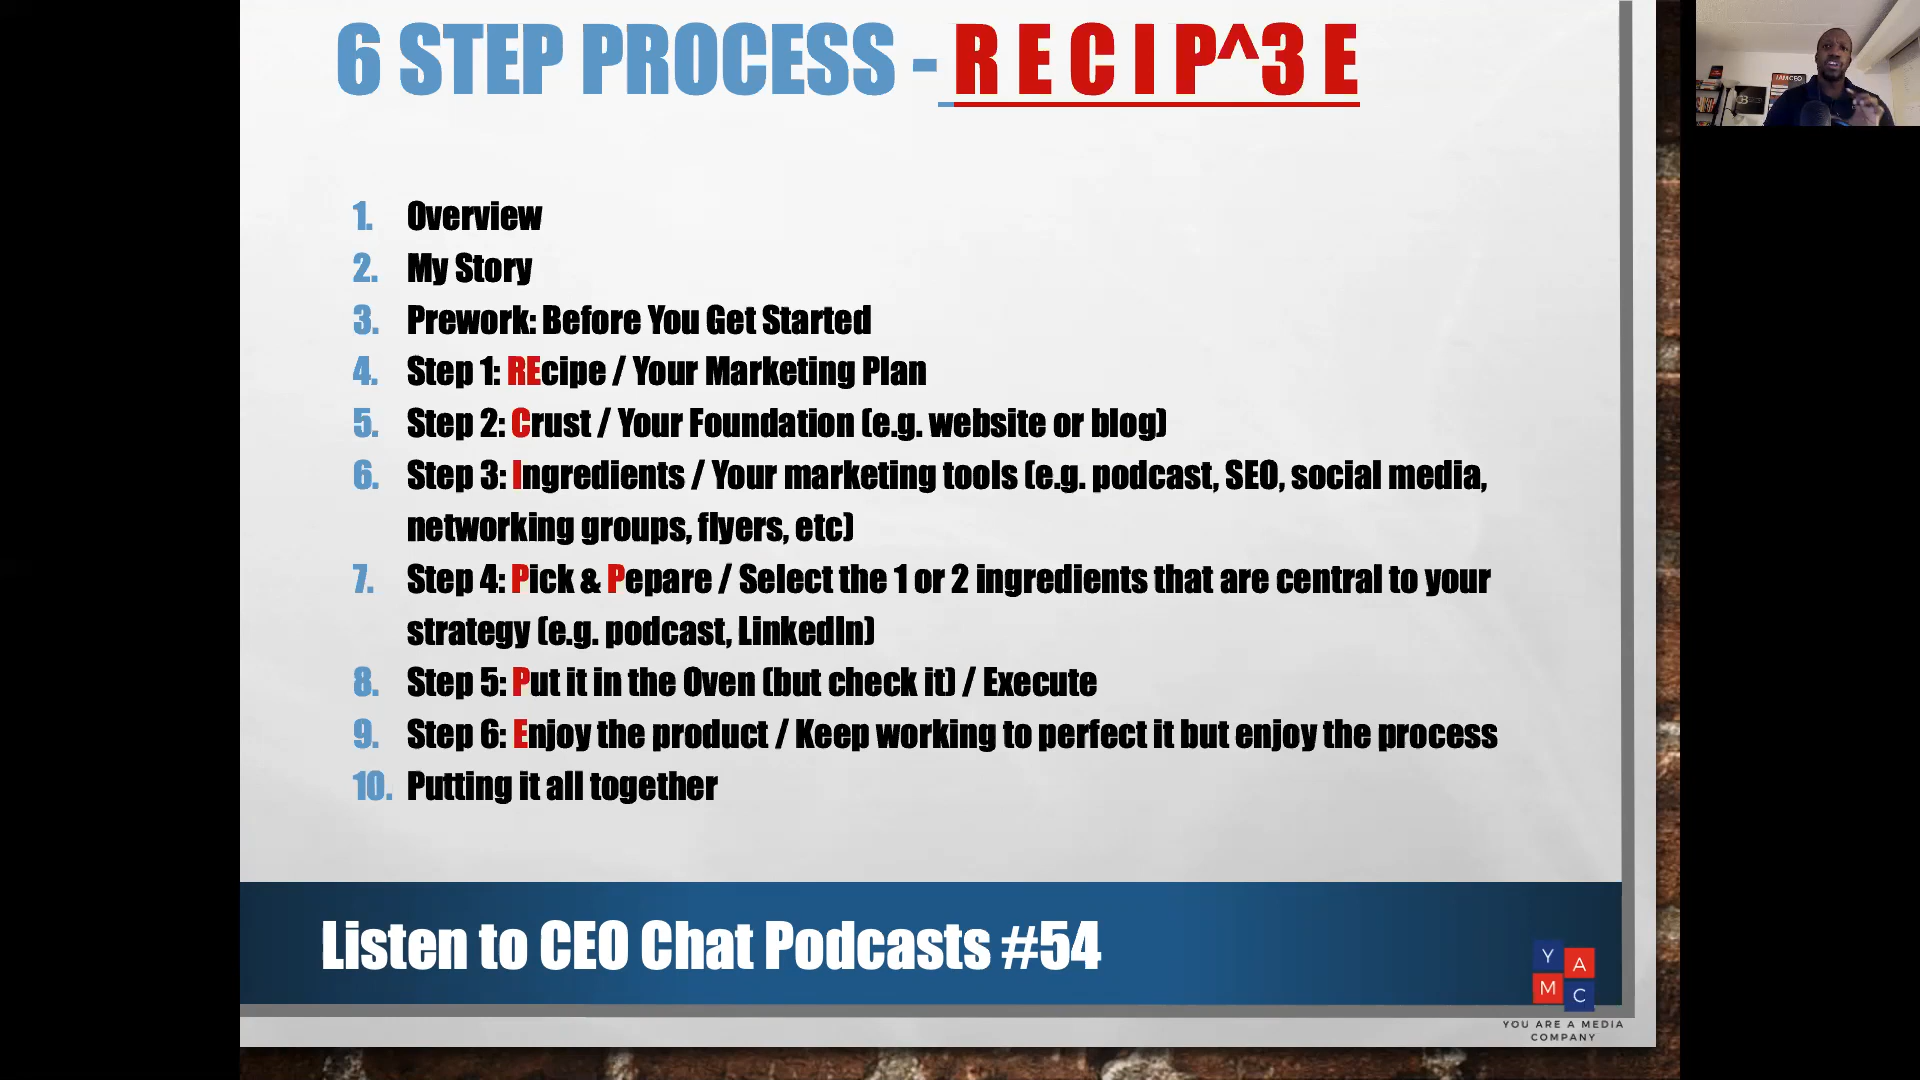 6 STEP PROCESS - R E C I P^3 E
1. Overview
2. My Story
3. Prework: Before You Get Started
4. Step 1: REcipe / Your Marketing Plan
5. Step 2: Crust / Your Foundation (e.g. website or blog)
6. Step 3: Ingredients / Your marketing tools (e.g. podcast, SEO, social media,
networking groups, flyers, etc)
7. Step 4: Pick & Pepare / Select the 1 or 2 ingredients that are central to your
strategy (e.g. podcast, LinkedIn)
8. Step 5: Put it in the Oven (but check it) / Execute
9. Step 6: Enjoy the product / Keep working to perfect it but enjoy the process
10. Putting it all together
Listen to CEO Chat Podcasts #54
Y A
M C
YOU ARE A MEDIA
COMPANY
I AM CEO